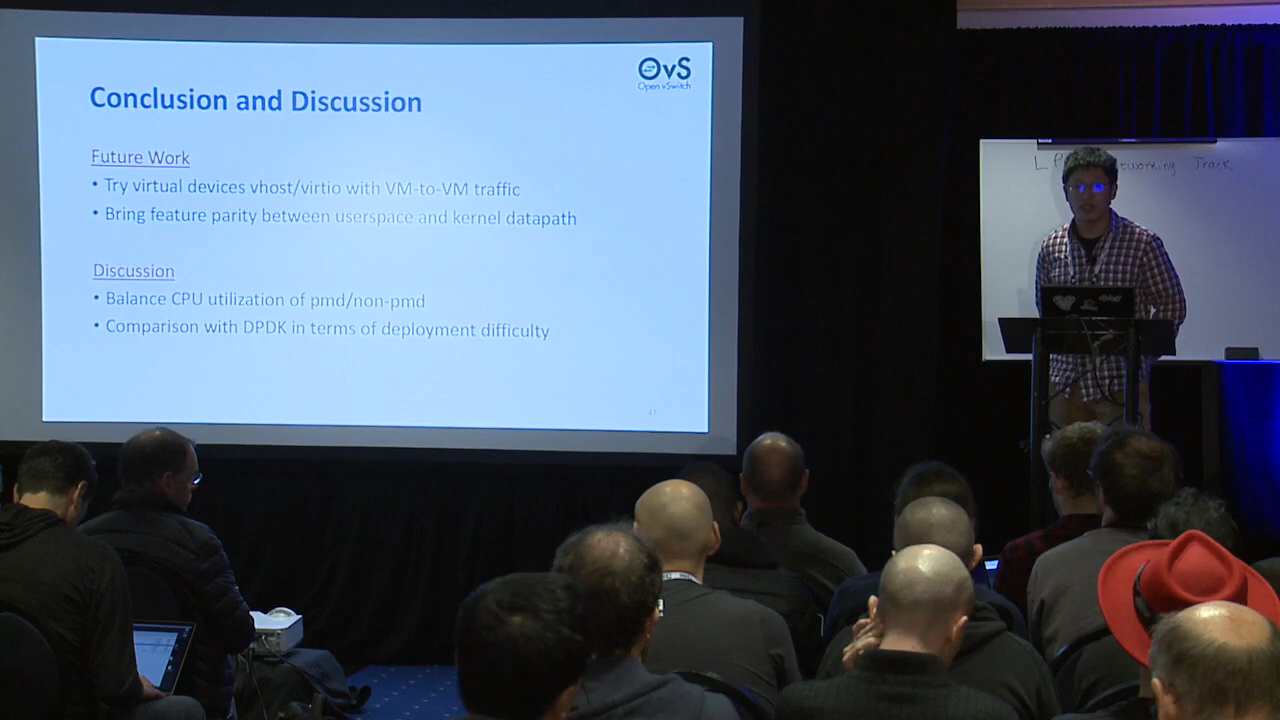 OvS
Open vSwitch
Conclusion and Discussion
Future Work
• Try virtual devices vhost/virtio with VM-to-VM traffic
• Bring feature parity between userspace and kernel datapath
Discussion
• Balance CPU utilization of pmd/non-pmd
• Comparison with DPDK in terms of deployment difficulty
47
Track